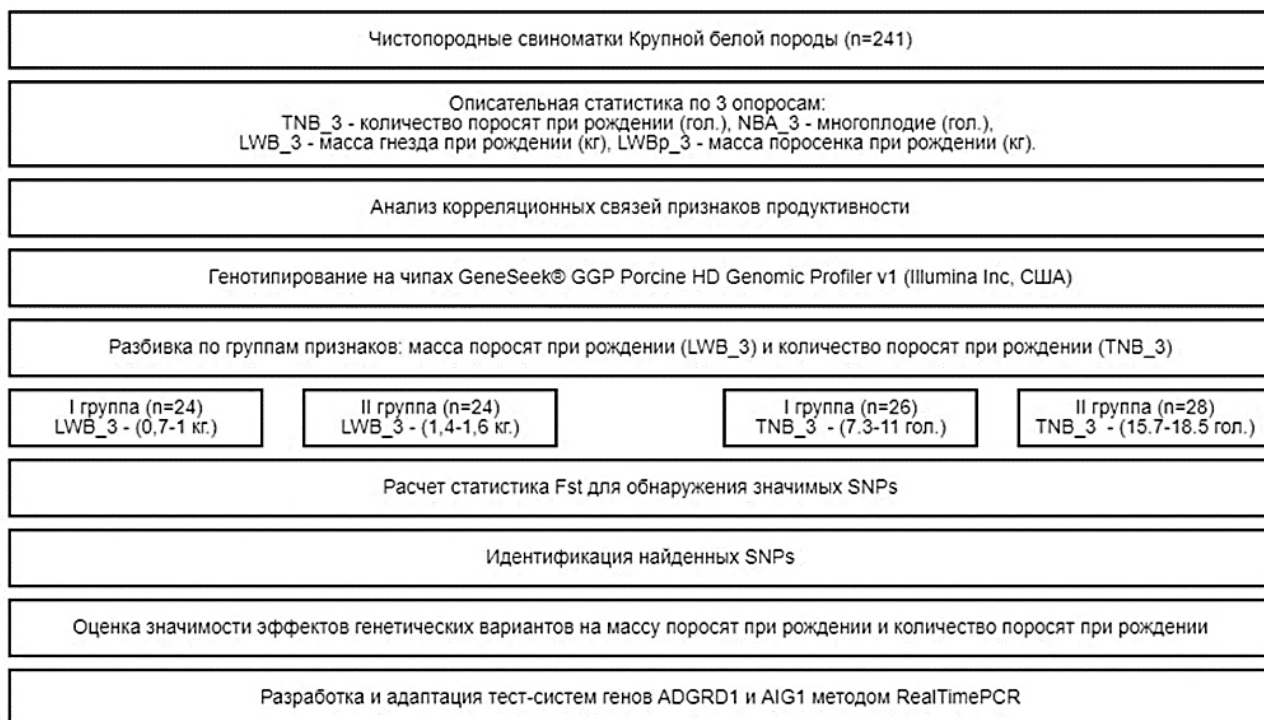 Чистопородные свиноматки Крупной белой породы (n=241)
Описательная статистика по 3 опоросам:
TNB_3 - количество поросят при рождении (гол.), NBA_3 - многоплодие (гол.),
LWB_3 - масса гнезда при рождении (кг), LWBp_3 - масса поросенка при рождении (кг).
Анализ корреляционных связей признаков продуктивности
Генотипирование на чипах GeneSeek® GGP Porcine HD Genomic Profiler v1 (Illumina Inc, США)
Разбивка по группам признаков: масса поросят при рождении (LWB_3) и количество поросят при рождении (TNB_3)
I группа (n=24)
LWB_3 - (0,7-1 кг.)
II группа (n=24)
LWB_3 - (1,4-1,6 кг.)
I группа (n=26)
TNB_3 - (7.3-11 гол.)
II группа (n=28)
TNB_3 - (15.7-18.5 гол.)
Расчет статистика Fst для обнаружения значимых SNPs
Идентификация найденных SNPs
Оценка значимости эффектов генетических вариантов на массу поросят при рождении и количество поросят при рождении
Разработка и адаптация тест-систем генов ADGRD1 и AIG1 методом RealTimePCR